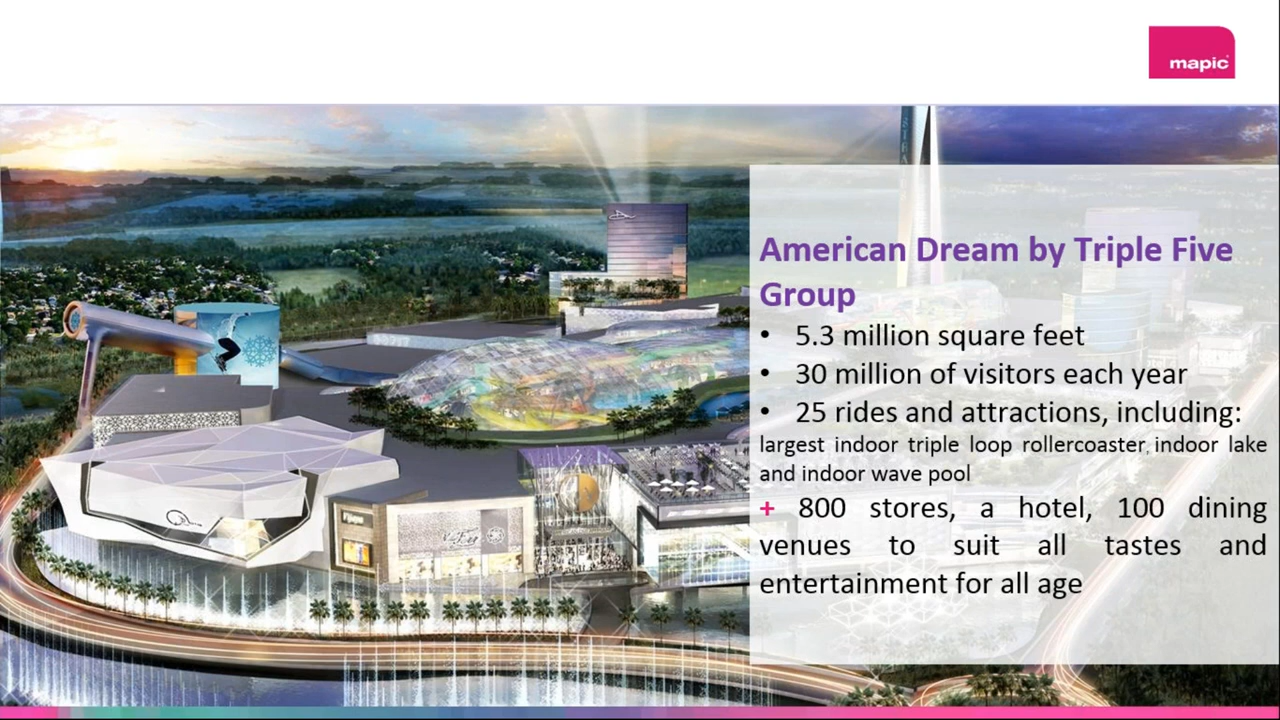 mapic
American Dream by Triple Five
Group
• 5.3 million square feet
• 30 million of visitors each year
• 25 rides and attractions, including:
largest indoor triple loop rollercoaster, indoor lake
and indoor wave pool
+ 800 stores, a hotel, 100 dining
venues to suit all tastes and
entertainment for all age